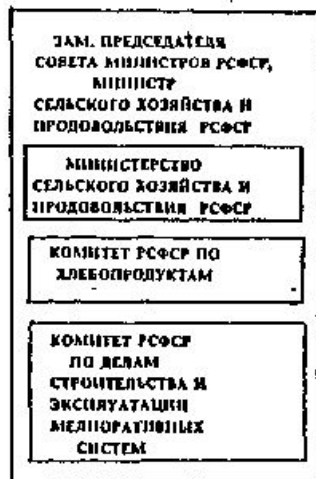 ЗАМ. ПРЕДСЕДАТЕЛЯ
СОВЕТА МИНИСТРОВ РСФСР,
МИНИСТР
СЕЛЬСКОГО ХОЗЯЙСТВА И
ПРОДОВОЛЬСТВИЯ РСФСР
МИНИСТЕРСТВО
СЕЛЬСКОГО ХОЗЯЙСТВА И
ПРОДОВОЛЬСТВИЯ РСФСР
КОМИТЕТ РСФСР ПО
ХЛЕБОПРОДУКТАМ
КОМИТЕТ РСФСР
ПО ДЕЛАМ
СТРОИТЕЛЬСТВА И
ЭКСПЛУАТАЦИИ
МЕЛИОРАТИВНЫХ
СИСТЕМ